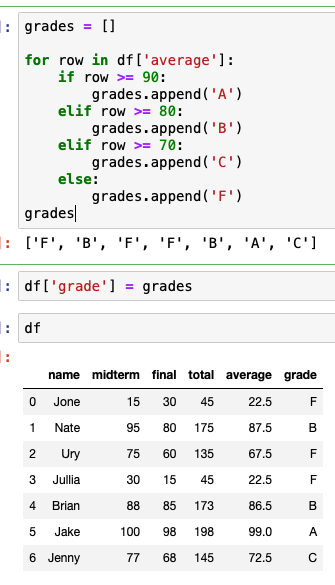 : grades = []
for row in df['average']:
if row >= 90:
grades.append('A')
elif row >= 80:
grades.append('B')
elif row >= 70:
grades.append('C')
else:
grades.append('F')
grades
: ['F', 'B', 'F', 'F', 'B', 'A', 'C']
: df['grade'] = grades
: df
:
name midterm final total average grade
0 Jone 15 30 45 22.5 F
1 Nate 95 80 175 87.5 B
2 Ury 75 60 135 67.5 F
3 Jullia 30 15 45 22.5 F
4 Brian 88 85 173 86.5 B
5 Jake 100 98 198 99.0 A
6 Jenny 77 68 145 72.5 C